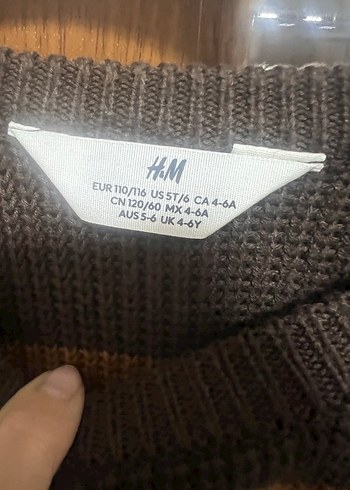 H&M
EUR 110/116 US 5T/6 CA 4-6A
CN 120/60 MX 4-6A
AUS 5-6 UK 4-6Y